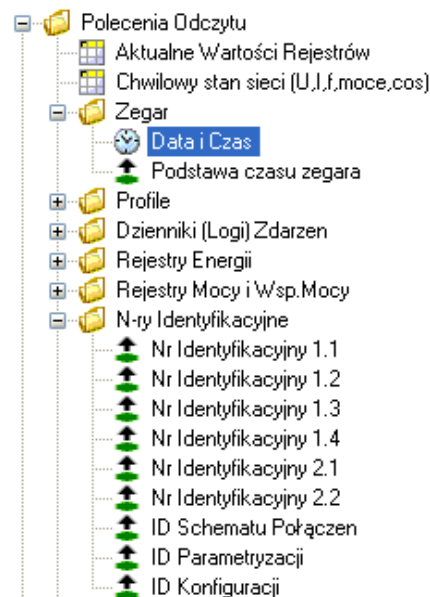 Polecenia Odczytu
Aktualne Wartości Rejestrów
Chwilowy stan sieci (U,I,f,moce,cos)
Zegar
Data i Czas
Podstawa czasu zegara
Profile
Dzienniki (Logi) Zdarzen
Rejestry Energii
Rejestry Mocy i Wsp.Mocy
N-ry Identyfikacyjne
Nr Identyfikacyjny 1.1
Nr Identyfikacyjny 1.2
Nr Identyfikacyjny 1.3
Nr Identyfikacyjny 1.4
Nr Identyfikacyjny 2.1
Nr Identyfikacyjny 2.2
ID Schematu Połączen
ID Parametryzacji
ID Konfiguracji